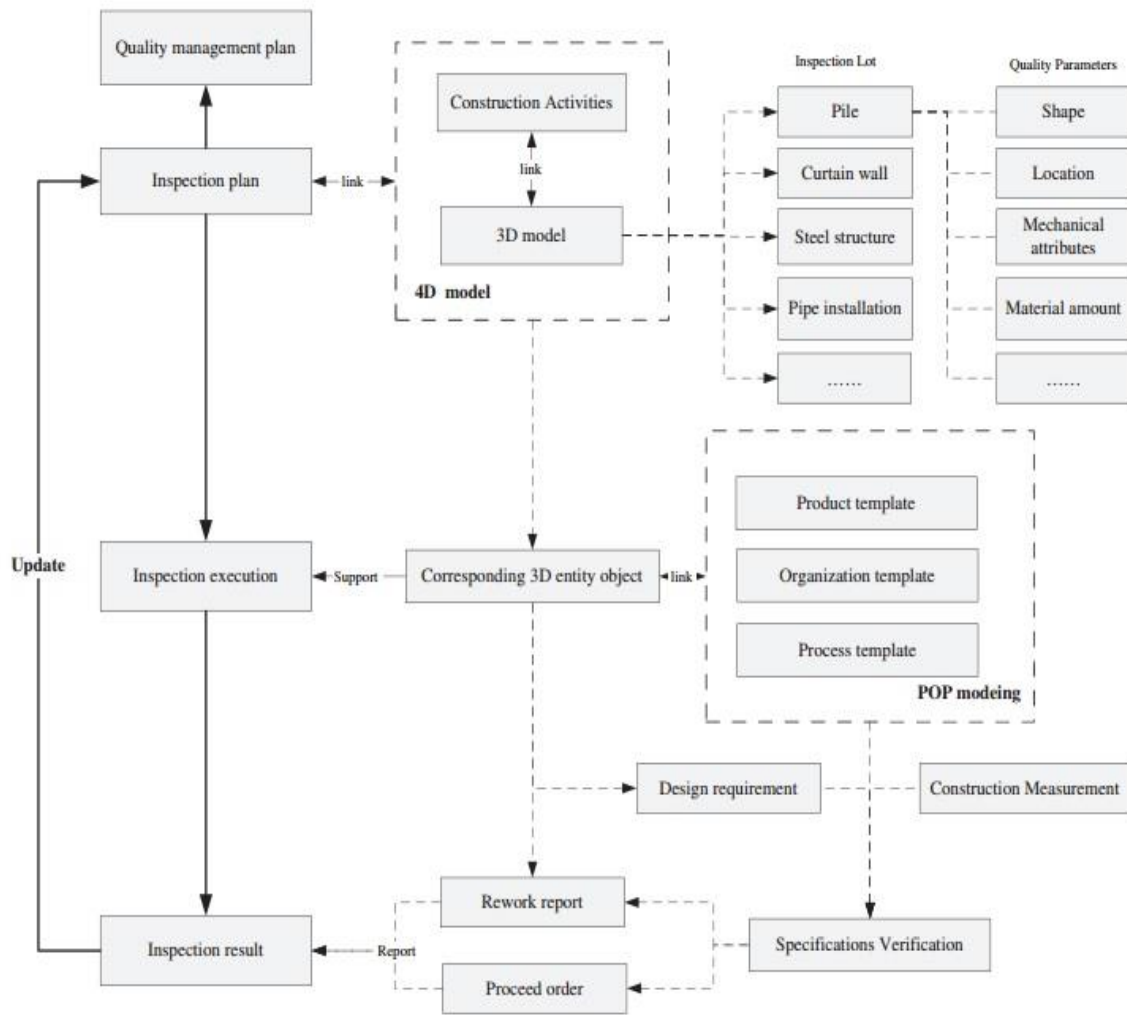 Quality management plan
Inspection Lot
Quality Parameters
Construction Activities
Pile
Shape
Inspection plan
link
link
Curtain wall
Location
3D model
Steel structure
Mechanical
attributes
4D model
Pipe installation
Material amount
......
......
Product template
Update
Inspection execution
Support
Corresponding 3D entity object
link
Organization template
Process template
POP modeing
Design requirement
Construction Measurement
Rework report
Inspection result
Report
Specifications Verification
Proceed order